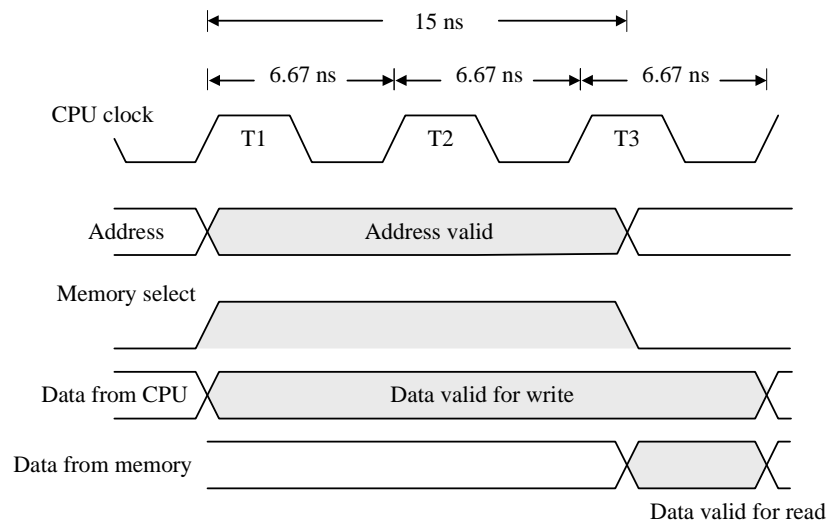 15 ns
6.67 ns 6.67 ns 6.67 ns
CPU clock
T1 T2 T3
Address
Address valid
Memory select
Data from CPU
Data valid for write
Data from memory
Data valid for read